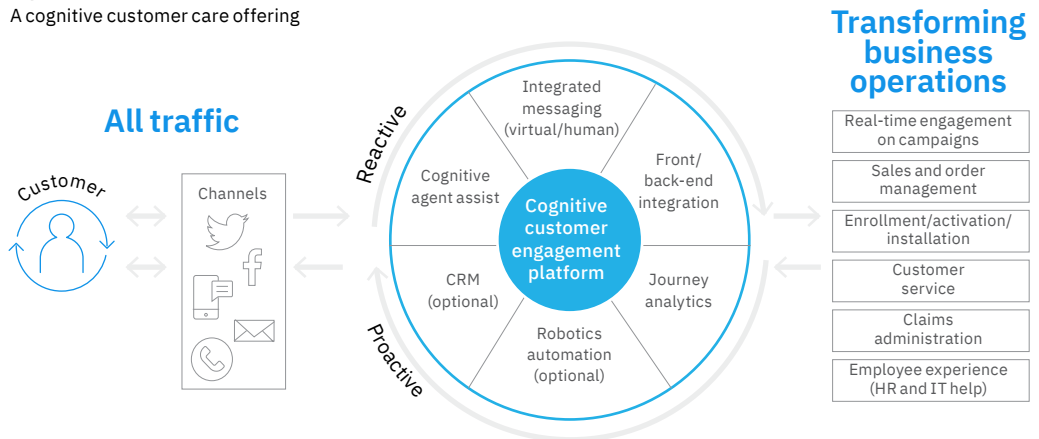 A cognitive customer care offering
All traffic
Customer
Channels
Reactive
Proactive
Integrated
messaging
(virtual/human)
Front/
back-end
integration
Journey
analytics
Robotics
automation
(optional)
CRM
(optional)
Cognitive
agent assist
Cognitive
customer
engagement
platform
Transforming
business
operations
Real-time engagement
on campaigns
Sales and order
management
Enrollment/activation/
installation
Customer
service
Claims
administration
Employee experience
(HR and IT help)